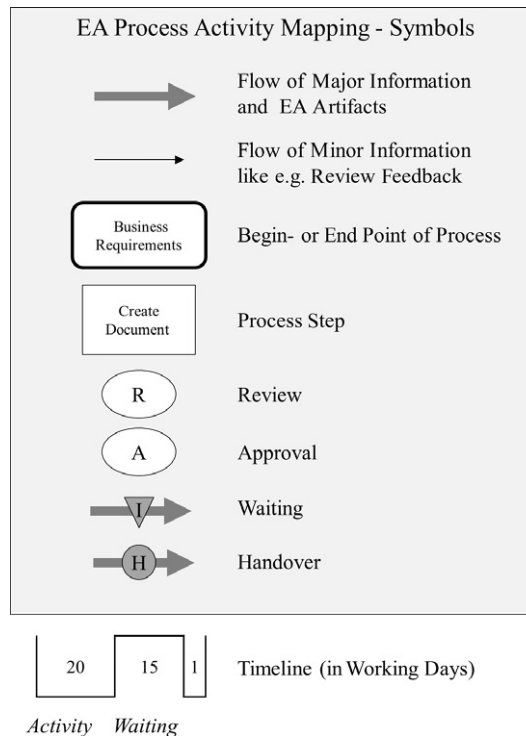 EA Process Activity Mapping - Symbols
Flow of Major Information
and EA Artifacts
Flow of Minor Information
like e.g. Review Feedback
Business
Requirements
Begin- or End Point of Process
Create
Document
Process Step
R
Review
A
Approval
I
Waiting
H
Handover
20 15 1
Timeline (in Working Days)
Activity Waiting